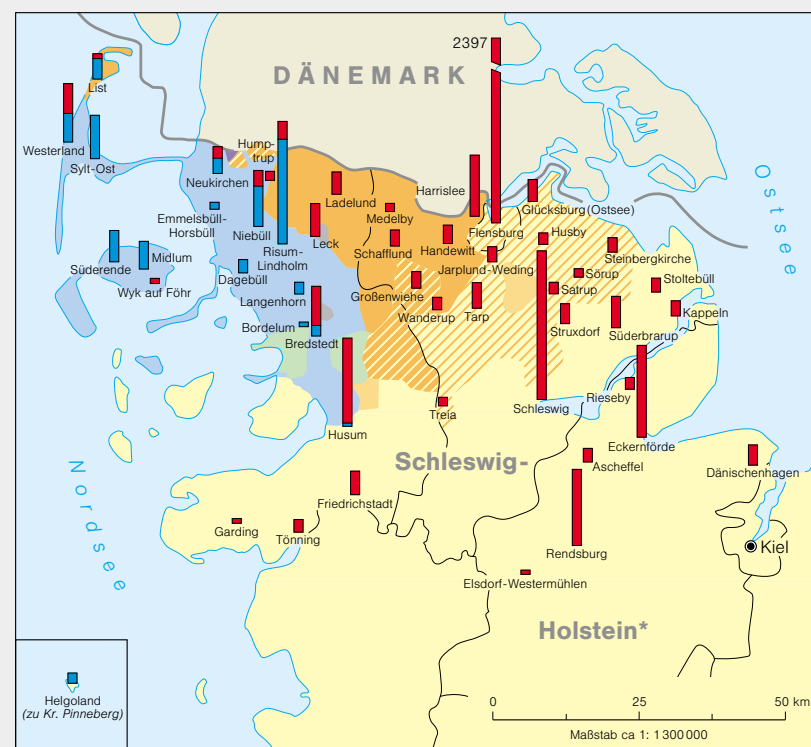 2397
DÄNEMARK
List
Westerland
Sylt-Ost
Hump-
trup
Neukirchen
Harrislee
Ladelund
Medelby
Glücksburg (Ostsee)
Emmelsbüll-
Horsbüll
Niebüll
Leck
Schafflund
Handewitt
Flensburg
Husby
Steinbergkirche
Risum-
Lindholm
Jarplund-Weding
Süderende
Midlum
Dagebüll
Wyk auf Föhr
Langenhorn
Großenwiehe
Wanderup
Tarp
Sörup
Satrup
Stoltebüll
Kappeln
Bordelum
Bredstedt
Struxdorf
Süderbrarup
Husum
Treia
Schleswig
Rieseby
Eckernförde
Schleswig-
Ascheffel
Dänischenhagen
Friedrichstadt
Garding
Tönning
Rendsburg
Kiel
Elsdorf-Westermühlen
Holstein*
Nordsee
Ostsee
Helgoland
(zu Kr. Pinneberg)
0 25 50 km
Maßstab ca 1: 1300000